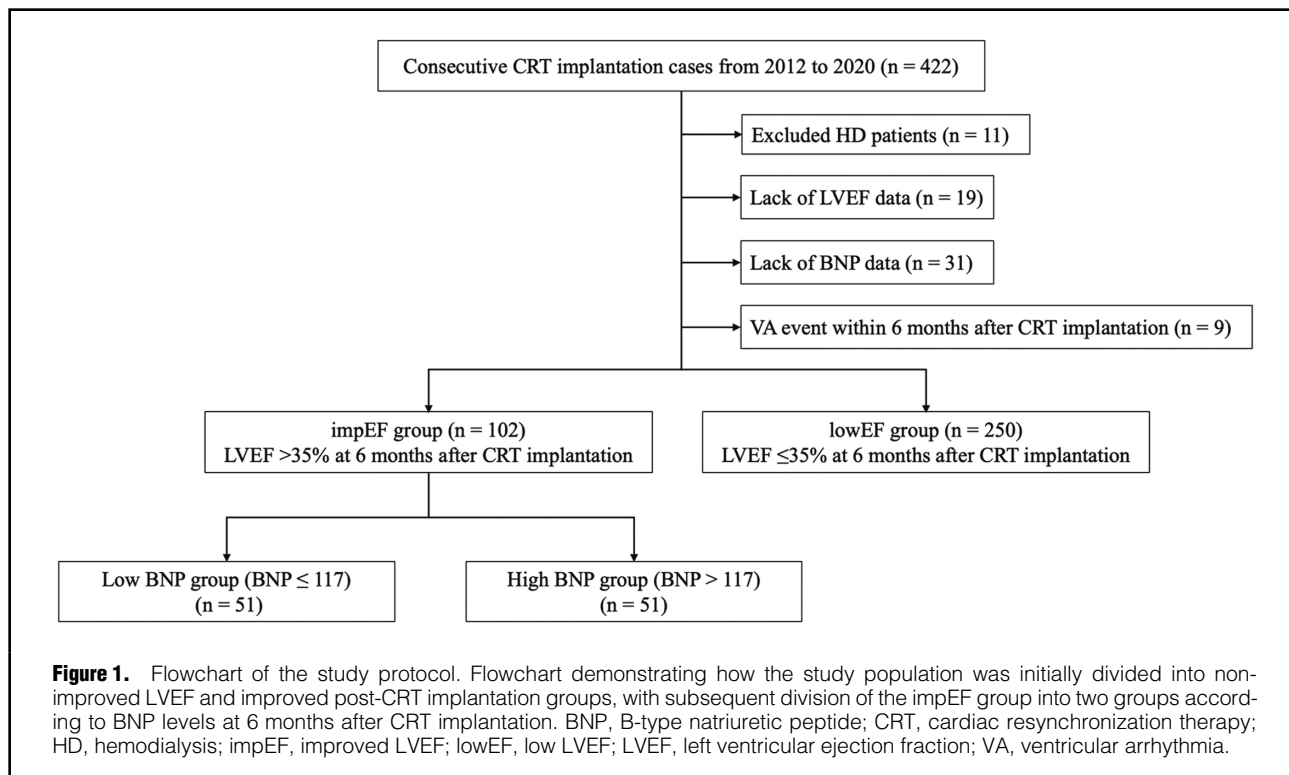 Consecutive CRT implantation cases from 2012 to 2020 (n = 422)
Excluded HD patients (n = 11)
Lack of LVEF data (n = 19)
Lack of BNP data (n = 31)
VA event within 6 months after CRT implantation (n = 9)
impEF group (n = 102)
LVEF >35% at 6 months after CRT implantation
lowEF group (n = 250)
LVEF ≤35% at 6 months after CRT implantation
Low BNP group (BNP ≤ 117)
(n = 51)
High BNP group (BNP > 117)
(n = 51)
Figure 1. Flowchart of the study protocol. Flowchart demonstrating how the study population was initially divided into non-
improved LVEF and improved post-CRT implantation groups, with subsequent division of the impEF group into two groups accord-
ing to BNP levels at 6 months after CRT implantation. BNP, B-type natriuretic peptide; CRT, cardiac resynchronization therapy;
HD, hemodialysis; impEF, improved LVEF; lowEF, low LVEF; LVEF, left ventricular ejection fraction; VA, ventricular arrhythmia.